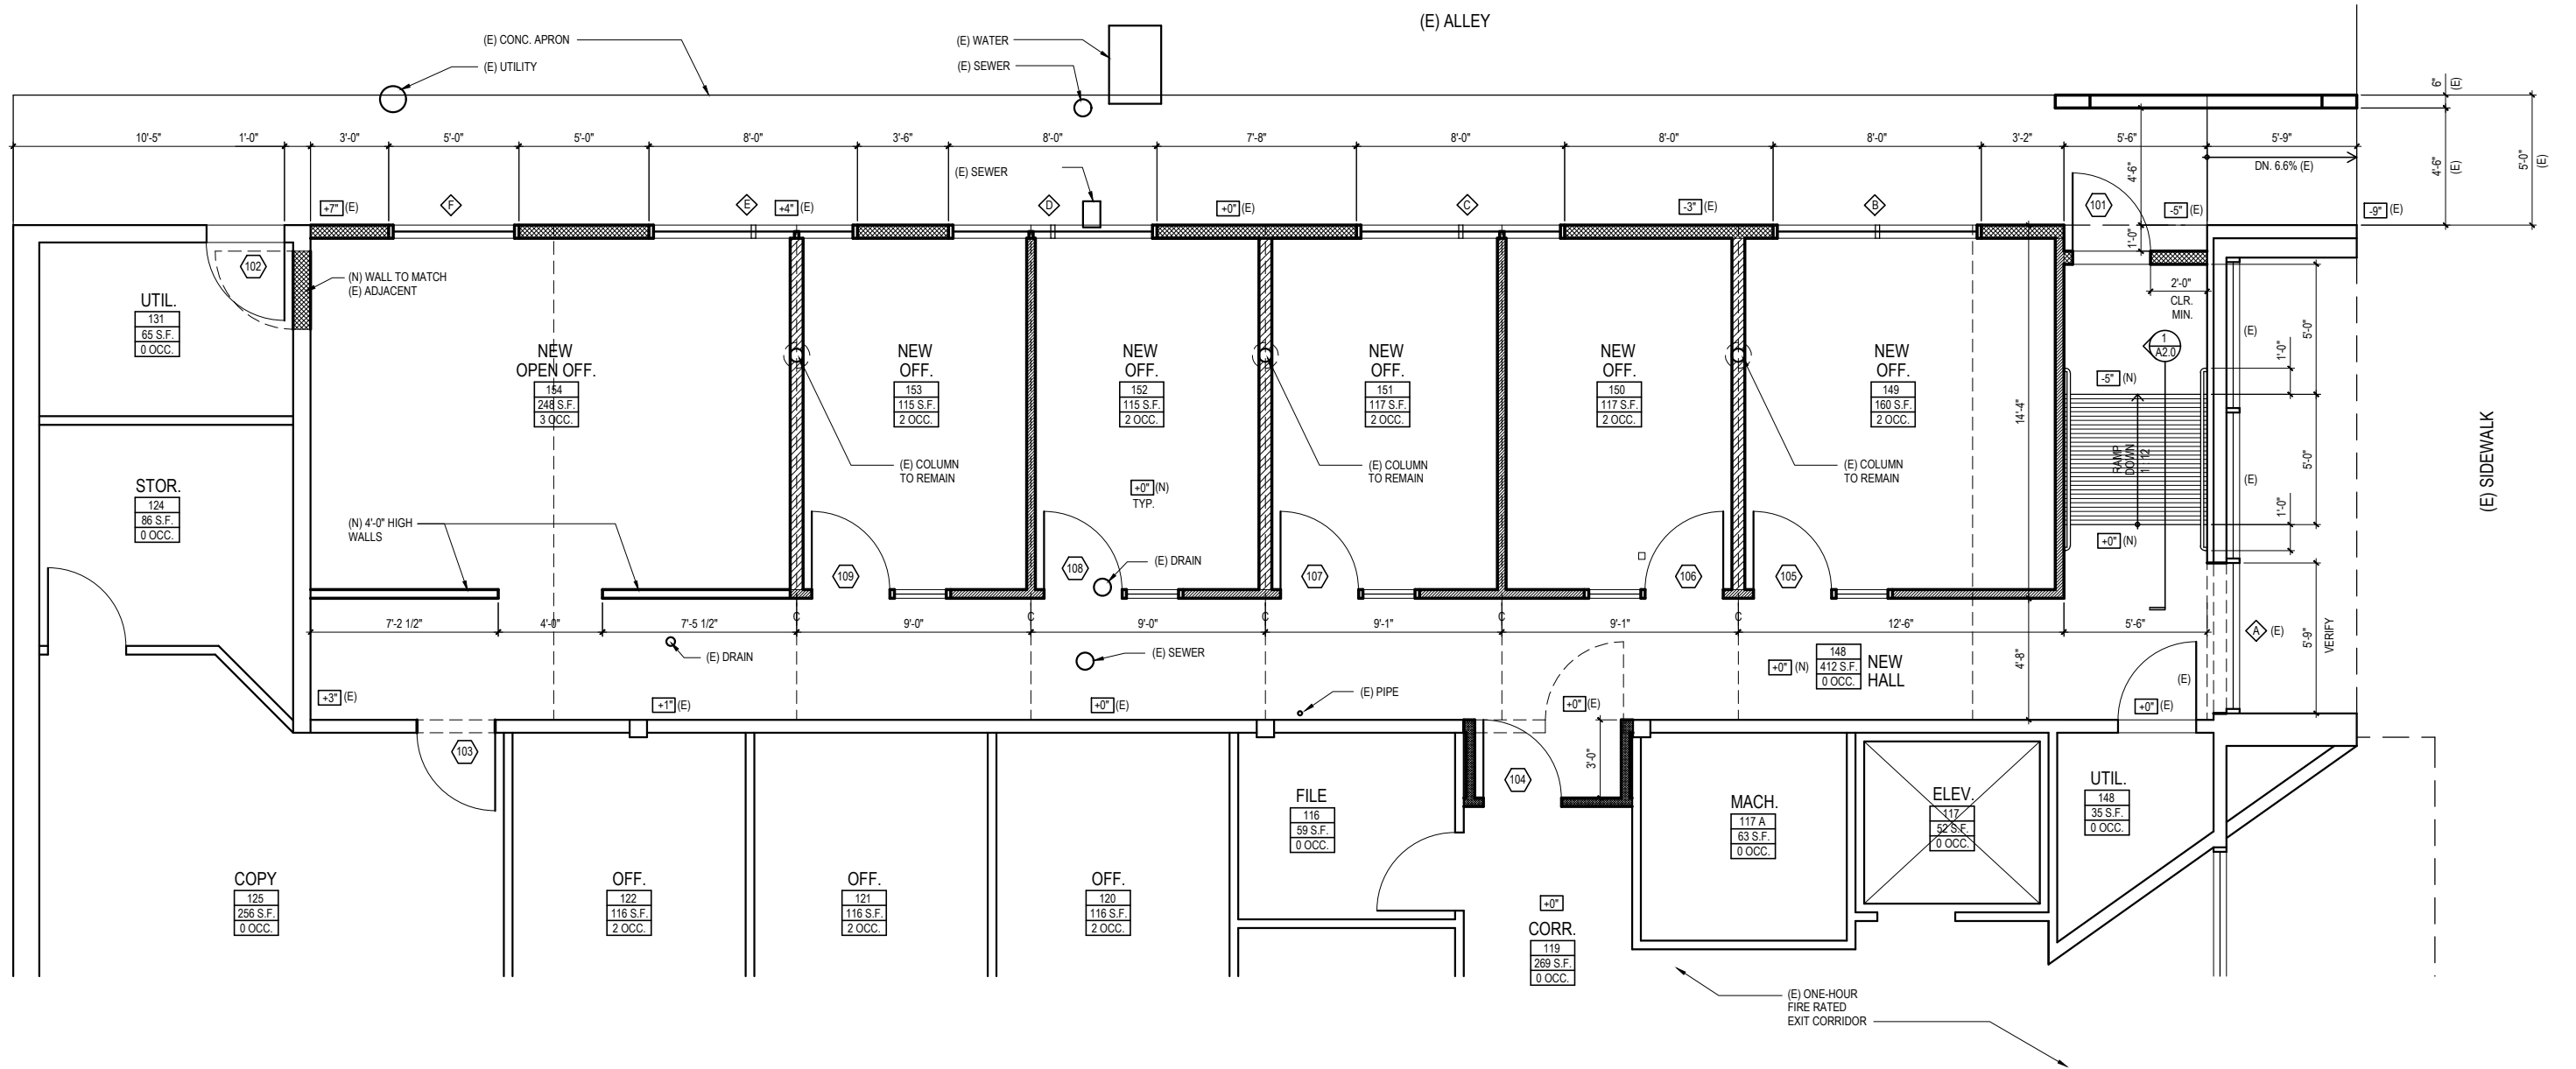 (E) ALLEY
(E) CONC. APRON
(E) UTILITY
(E) WATER
(E) SEWER
6"
(E)
10'-5"
1'-0"
3'-0"
5'-0"
5'-0"
8'-0"
3'-6"
8'-0"
7'-8"
8'-0"
8'-0"
8'-0"
3'-2"
5'-6"
5'-9"
4'-6"
DN. 6.6% (E)
4'-6"
(E)
5'-0"
(E)
(E) SEWER
+7" (E)
F
E
+4" (E)
D
+0" (E)
C
-3" (E)
B
101
-5" (E)
-9" (E)
1'-0"
102
(N) WALL TO MATCH
(E) ADJACENT
2'-0"
CLR.
MIN.
UTIL.
131
65 S.F.
0 OCC.
NEW
OPEN OFF.
154
248 S.F.
3 OCC.
NEW
OFF.
153
115 S.F.
2 OCC.
NEW
OFF.
152
115 S.F.
2 OCC.
NEW
OFF.
151
117 S.F.
2 OCC.
NEW
OFF.
150
117 S.F.
2 OCC.
NEW
OFF.
149
160 S.F.
2 OCC.
1
A2.0
(E)
5'-0"
1'-0"
-5" (N)
14'-4"
RAMP
DOWN
1 : 12
(E)
5'-0"
1'-0"
+0" (N)
(E) SIDEWALK
(E) COLUMN
TO REMAIN
(E) COLUMN
TO REMAIN
(E) COLUMN
TO REMAIN
STOR.
124
86 S.F.
0 OCC.
+0" (N)
TYP.
(N) 4'-0" HIGH
WALLS
109
108
(E) DRAIN
107
106
105
C
C
C
C
C
7'-2 1/2"
4'-0"
7'-5 1/2"
9'-0"
9'-0"
9'-1"
9'-1"
12'-6"
5'-6"
A (E)
5'-9"
VERIFY
(E) DRAIN
(E) SEWER
4'-8"
+0" (N)
148
412 S.F.
0 OCC.
NEW
HALL
(E)
+3" (E)
+1" (E)
+0" (E)
(E) PIPE
+0" (E)
+0" (E)
103
3'-0"
104
FILE
116
59 S.F.
0 OCC.
MACH.
117 A
63 S.F.
0 OCC.
ELEV.
117
52 S.F.
0 OCC.
UTIL.
148
35 S.F.
0 OCC.
COPY
125
256 S.F.
0 OCC.
OFF.
122
116 S.F.
2 OCC.
OFF.
121
116 S.F.
2 OCC.
OFF.
120
116 S.F.
2 OCC.
+0"
CORR.
119
269 S.F.
0 OCC.
(E) ONE-HOUR
FIRE RATED
EXIT CORRIDOR